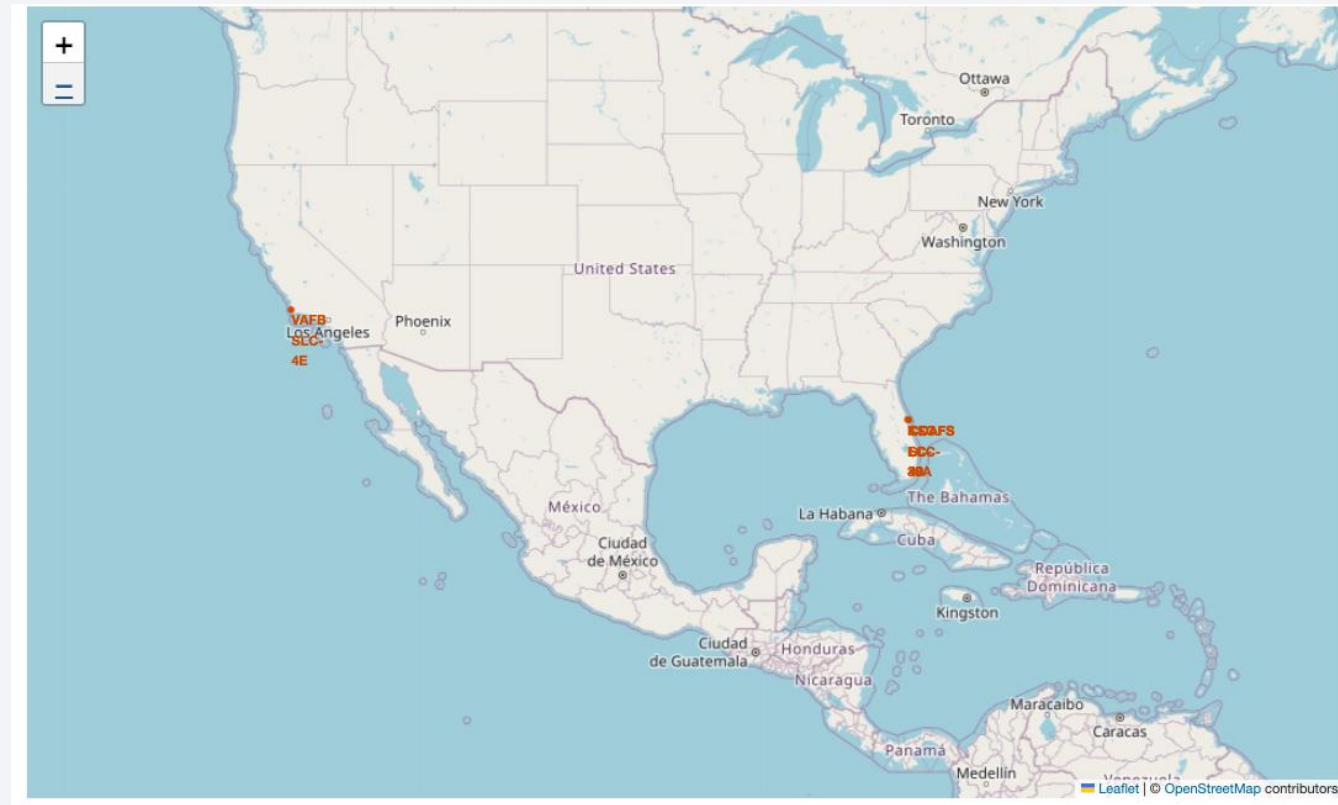 +
−
Ottawa
Toronto
New York
Washington
United States
VAFB
SLC-
4E
Los Angeles
Phoenix
México
Ciudad
de México
La Habana
The Bahamas
Cuba
República
Dominicana
Kingston
Ciudad
de Guatemala
Honduras
Nicaragua
Maracaibo
Caracas
Panamá
Medellín
Venezuela
Leaflet | © OpenStreetMap contributors